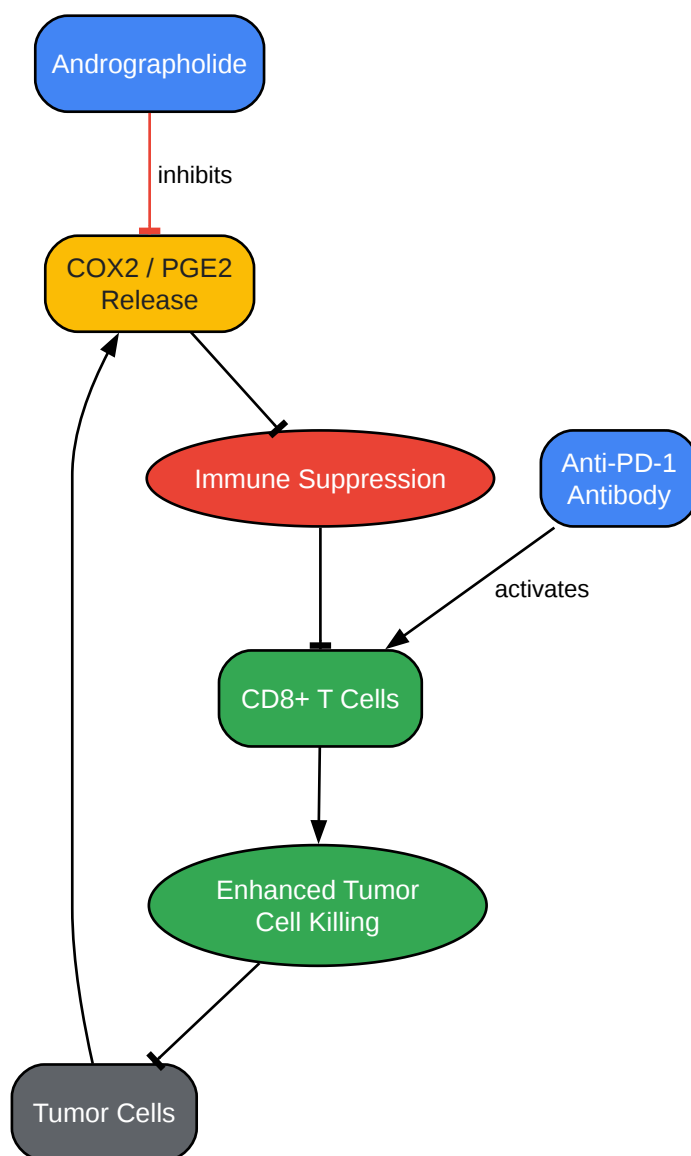 Andrographolide
inhibits
COX2 / PGE2
Release
Immune Suppression
Anti-PD-1
Antibody
activates
CD8+ T Cells
Enhanced Tumor
Cell Killing
Tumor Cells